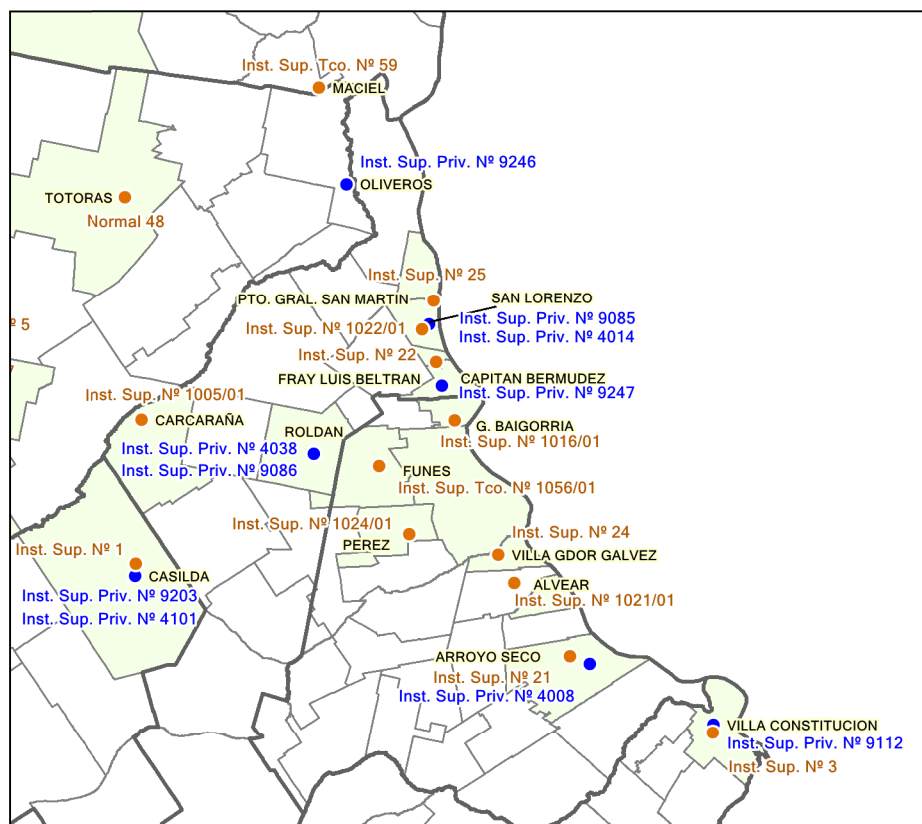 Inst. Sup. Tco. Nº 59
MACIEL
Inst. Sup. Priv. Nº 9246
OLIVEROS
TOTORAS
Normal 48
Inst. Sup. Nº 25
PTO. GRAL. SAN MARTIN
SAN LORENZO
Inst. Sup. Priv. Nº 9085
Inst. Sup. Nº 1022/01
Inst. Sup. Priv. Nº 4014
º 5
Inst. Sup. Nº 22
FRAY LUIS BELTRAN
CAPITAN BERMUDEZ
Inst. Sup. Priv. Nº 9247
Inst. Sup. Nº 1005/01
CARCARAÑA
ROLDAN
G. BAIGORRIA
Inst. Sup. Nº 1016/01
Inst. Sup. Priv. Nº 4038
Inst. Sup. Priv. Nº 9086
FUNES
Inst. Sup. Tco. Nº 1056/01
Inst. Sup. Nº 1024/01
PEREZ
Inst. Sup. Nº 24
VILLA GDOR GALVEZ
Inst. Sup. Nº 1
CASILDA
Inst. Sup. Priv. Nº 9203
Inst. Sup. Priv. Nº 4101
ALVEAR
Inst. Sup. Nº 1021/01
ARROYO SECO
Inst. Sup. Nº 21
Inst. Sup. Priv. Nº 4008
VILLA CONSTITUCION
Inst. Sup. Priv. Nº 9112
Inst. Sup. Nº 3